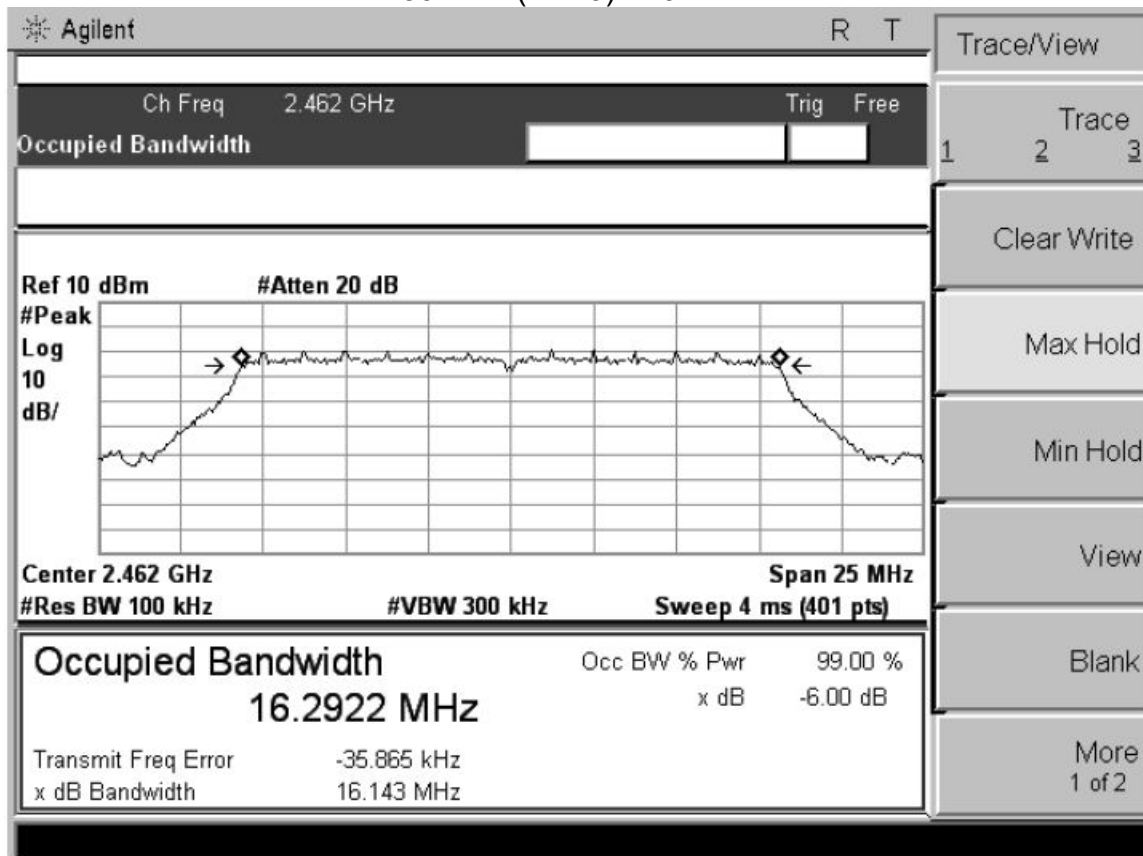 Agilent R T
Trace/View
Ch Freq 2.462 GHz Trig Free
Occupied Bandwidth
Trace
1 2 3
Clear Write
Ref 10 dBm #Atten 20 dB
#Peak
Log
10
dB/
Max Hold
Min Hold
Center 2.462 GHz Span 25 MHz
#Res BW 100 kHz #VBW 300 kHz Sweep 4 ms (401 pts)
View
Occupied Bandwidth Occ BW % Pwr 99.00 %
16.2922 MHz x dB -6.00 dB
Blank
Transmit Freq Error -35.865 kHz
x dB Bandwidth 16.143 MHz
More
1 of 2